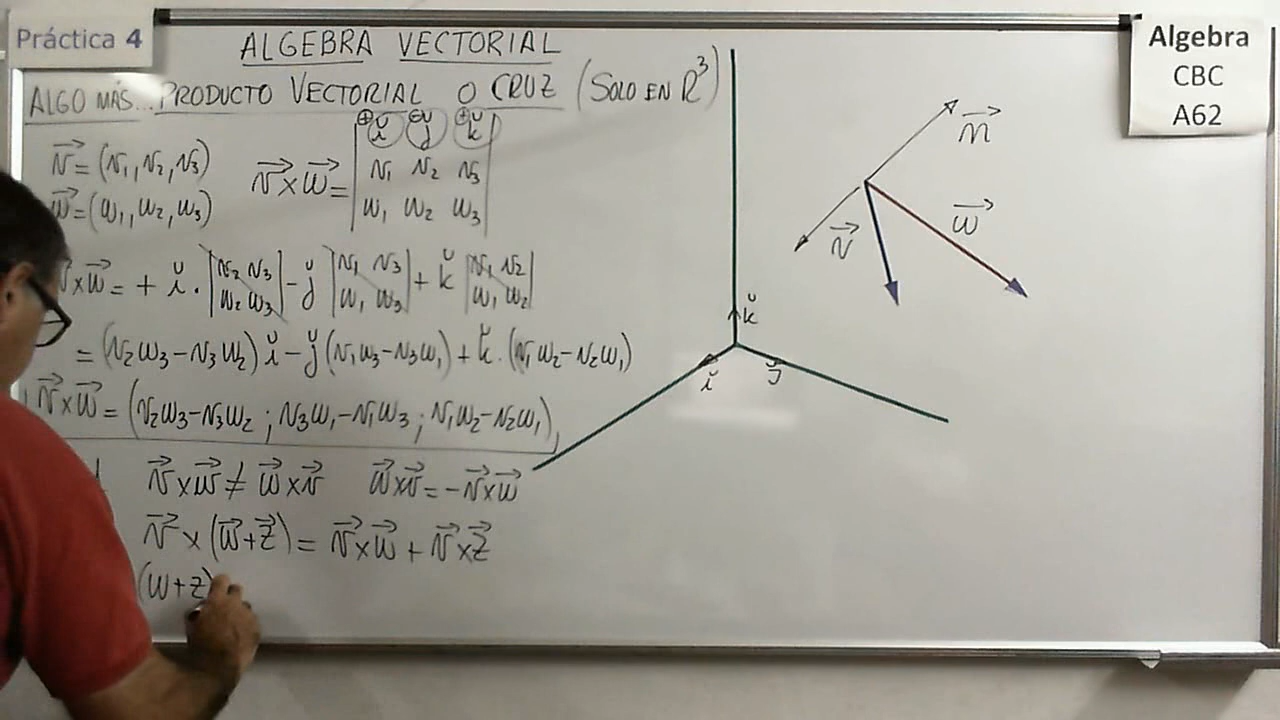 Práctica 4
ALGEBRA VECTORIAL
Algebra
CBC
A62
ALGO MÁS... PRODUCTO VECTORIAL O CRUZ (SOLO EN R³)
⊕ǐ ⊖ǰ ⊕ǩ
v⃗ = (v₁, v₂, v₃)
v⃗ x w⃗ = | v₁ v₂ v₃
w⃗ = (w₁, w₂, w₃)
w₁ w₂ w₃ |
x w⃗ = + ǐ . |v₂ v₃ w₂ w₃| - ǰ |v₁ v₃ w₁ w₃| + ǩ |v₁ v₂ w₁ w₂|
= (v₂w₃ - v₃w₂) ǐ - ǰ (v₁w₃ - v₃w₁) + ǩ . (v₁w₂ - v₂w₁)
v⃗ x w⃗ = (v₂w₃ - v₃w₂ ; v₃w₁ - v₁w₃ ; v₁w₂ - v₂w₁)
v⃗ x w⃗ ≠ w⃗ x v⃗ w⃗ x v⃗ = - v⃗ x w⃗
v⃗ x (w⃗ + z⃗) = v⃗ x w⃗ + v⃗ x z⃗
(w + z)
n⃗
w⃗
v⃗
ǩ
ǐ
ǰ